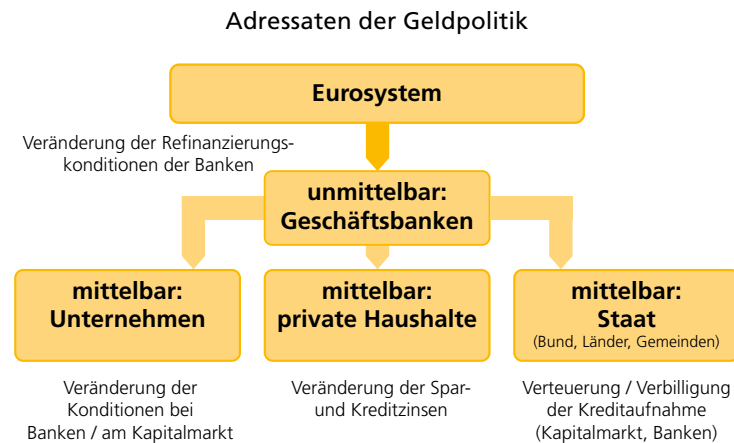 Adressaten der Geldpolitik
Eurosystem
Veränderung der Refinanzierungs-
konditionen der Banken
unmittelbar:
Geschäftsbanken
mittelbar:
Unternehmen
mittelbar:
private Haushalte
mittelbar:
Staat
(Bund, Länder, Gemeinden)
Veränderung der
Konditionen bei
Banken / am Kapitalmarkt
Veränderung der Spar-
und Kreditzinsen
Verteuerung / Verbilligung
der Kreditaufnahme
(Kapitalmarkt, Banken)